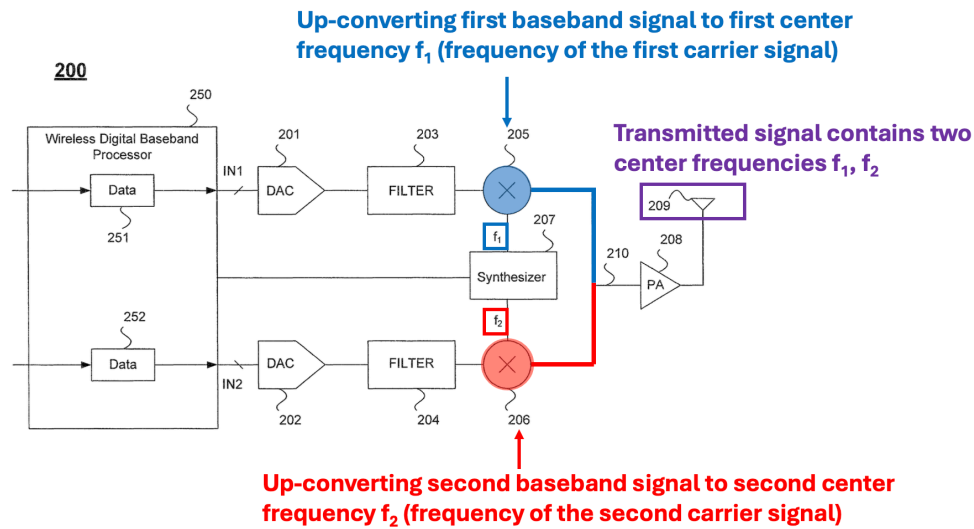 Up-converting first baseband signal to first center
frequency f₁ (frequency of the first carrier signal)
200
250
Wireless Digital Baseband
Processor
201
203
205
Transmitted signal contains two
center frequencies f₁, f₂
IN1
Data
DAC
FILTER
209
251
f₁
207
208
210
Synthesizer
PA
252
f₂
Data
DAC
FILTER
IN2
202
204
206
Up-converting second baseband signal to second center
frequency f₂ (frequency of the second carrier signal)